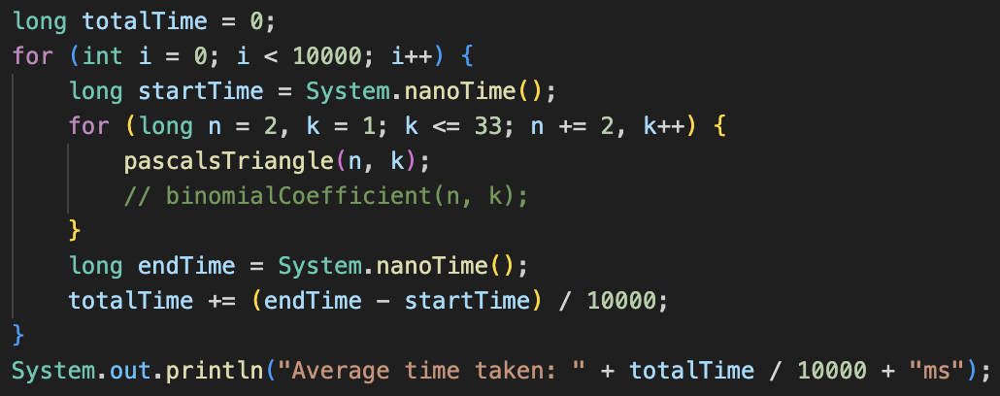 long totalTime = 0;
for (int i = 0; i < 10000; i++) {
    long startTime = System.nanoTime();
    for (long n = 2, k = 1; k <= 33; n += 2, k++) {
        pascalsTriangle(n, k);
        // binomialCoefficient(n, k);
    }
    long endTime = System.nanoTime();
    totalTime += (endTime - startTime) / 10000;
}
System.out.println("Average time taken: " + totalTime / 10000 + "ms");